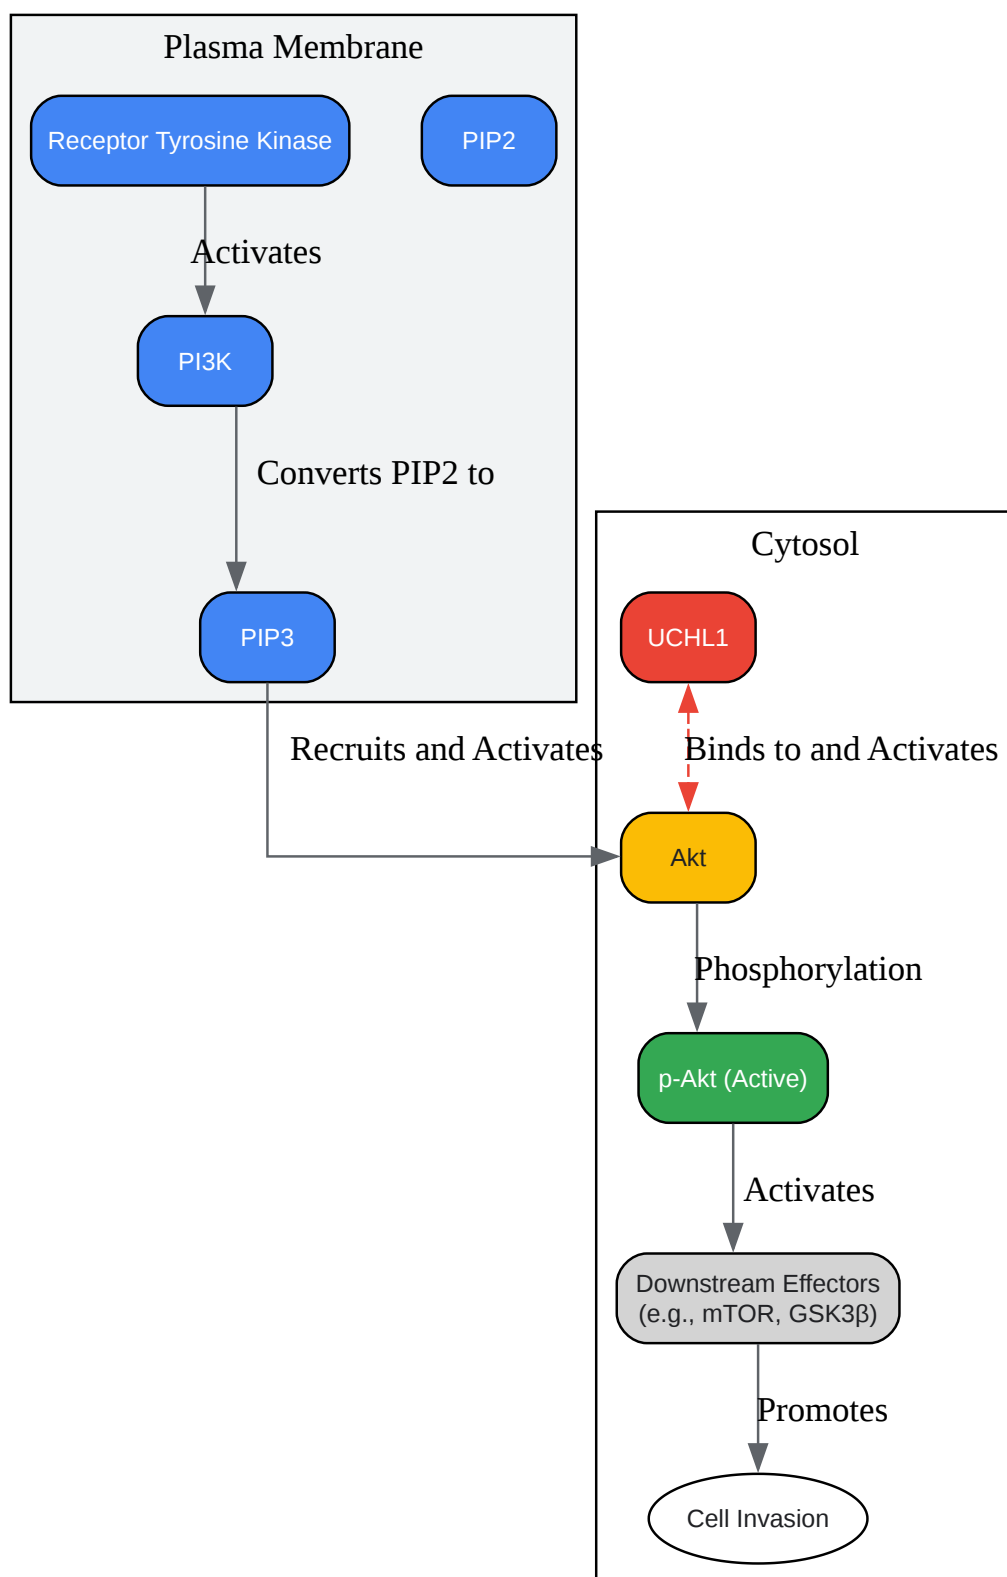 Plasma Membrane
Receptor Tyrosine Kinase
PIP2
Activates
PI3K
Converts PIP2 to
PIP3
Cytosol
UCHL1
Recruits and Activates
Binds to and Activates
Akt
Phosphorylation
p-Akt (Active)
Activates
Downstream Effectors
(e.g., mTOR, GSK3β)
Promotes
Cell Invasion